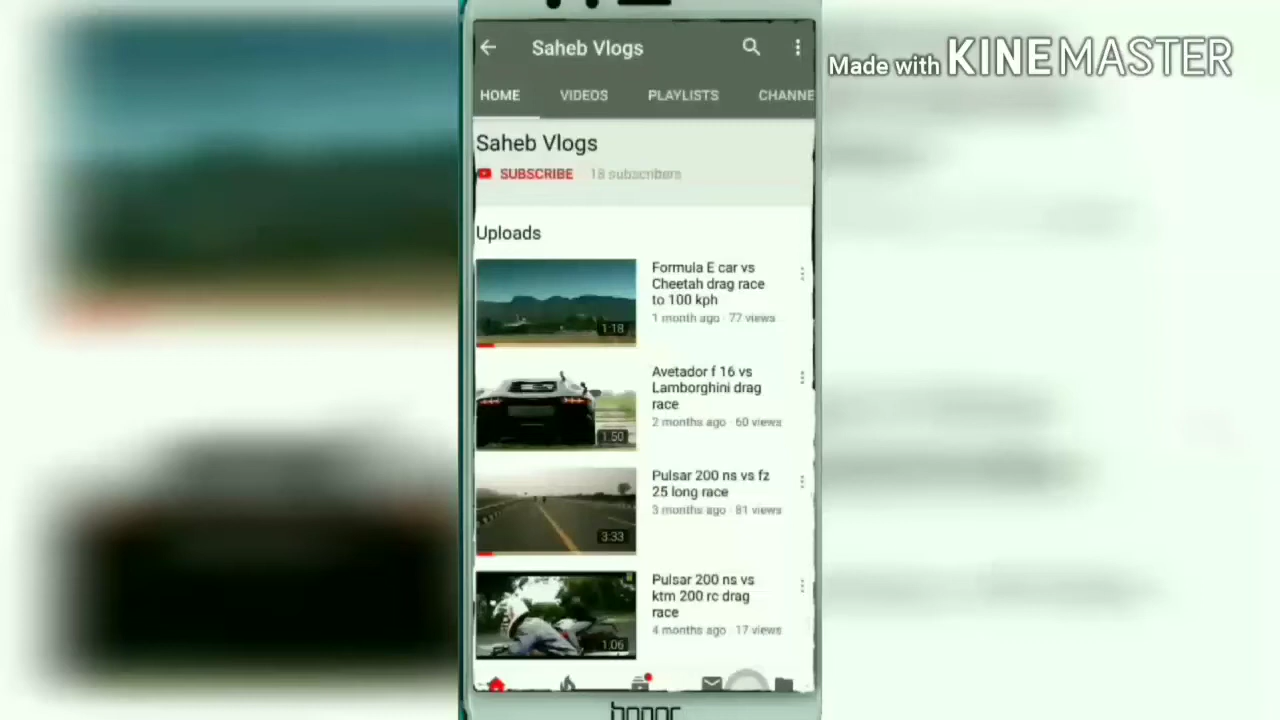 Saheb Vlogs
Made with KINEMASTER
HOME VIDEOS PLAYLISTS CHANNE
Saheb Vlogs
SUBSCRIBE 18 subscribers
Uploads
Formula E car vs
Cheetah drag race
to 100 kph
1 month ago · 77 views
1:18
Avetador f 16 vs
Lamborghini drag
race
2 months ago · 60 views
1:50
Pulsar 200 ns vs fz
25 long race
3 months ago · 81 views
3:33
Pulsar 200 ns vs
ktm 200 rc drag
race
4 months ago · 17 views
1:06
honor